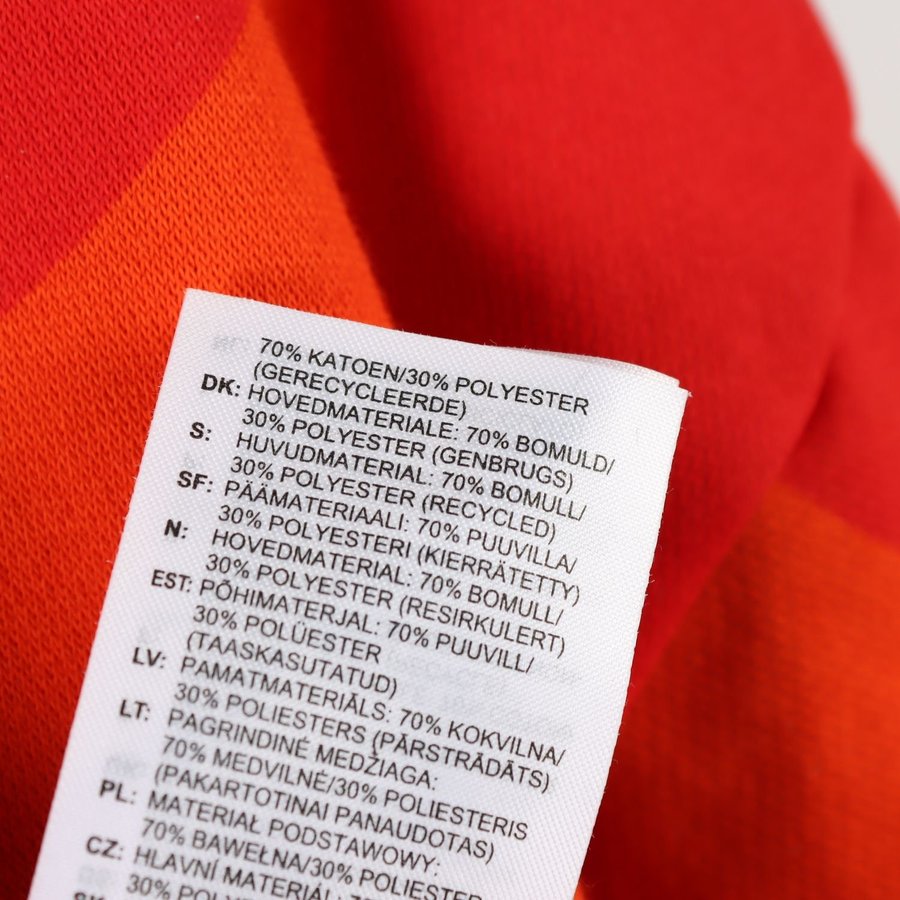 70% KATOEN/30% POLYESTER
(GERECYCLEERDE)
DK: HOVEDMATERIALE: 70% BOMULD/
30% POLYESTER (GENBRUGS)
S: HUVUDMATERIAL: 70% BOMULL/
30% POLYESTER (RECYCLED)
SF: PÄÄMATERIAALI: 70% PUUVILLA/
30% POLYESTERI (KIERRÄTETTY)
N: HOVEDMATERIAL: 70% BOMULL/
30% POLYESTER (RESIRKULERT)
EST: PÕHIMATERJAL: 70% PUUVILL/
30% POLÜESTER
(TAASKASUTATUD)
LV: PAMATMATERIĀLS: 70% KOKVILNA/
30% POLIESTERS (PĀRSTRĀDĀTS)
LT: PAGRINDINĖ MEDŽIAGA:
70% MEDVILNĖ/30% POLIESTERIS
(PAKARTOTINAI PANAUDOTAS)
PL: MATERIAŁ PODSTAWOWY:
70% BAWEŁNA/30% POLIESTER
CZ: HLAVNÍ MATERIÁL:
30%